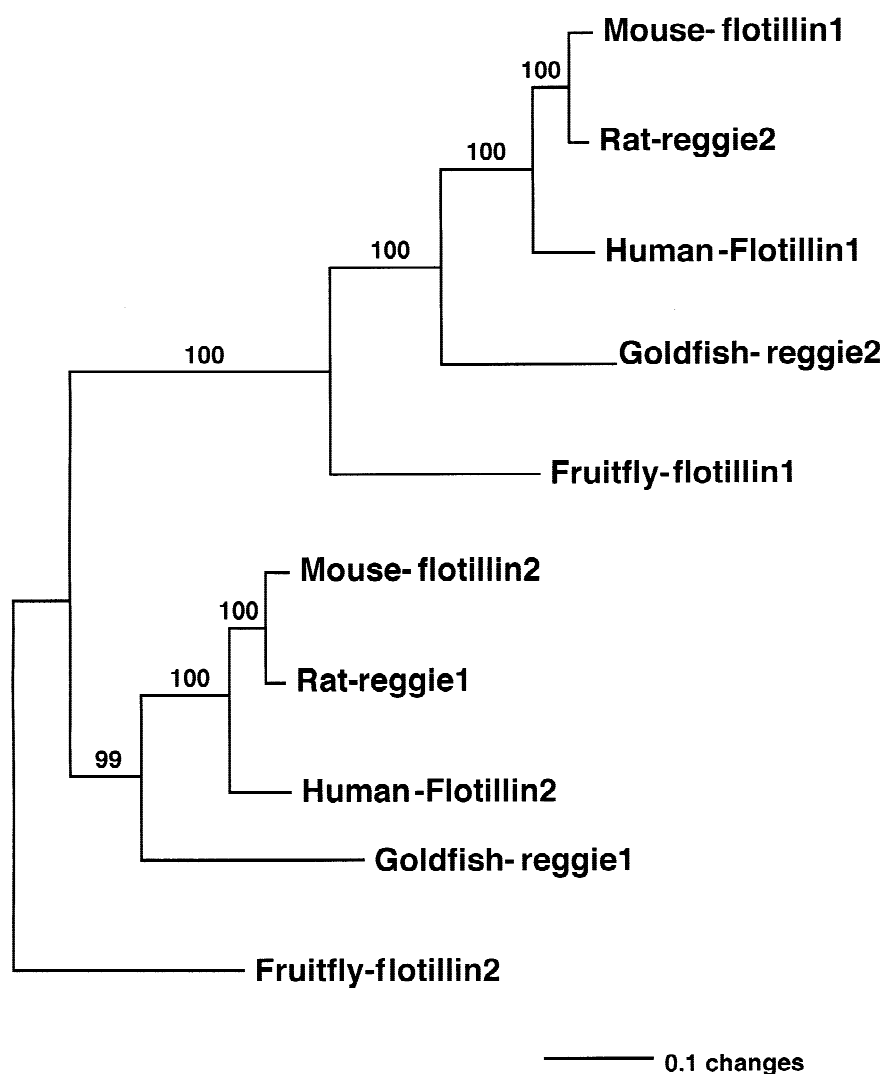 Mouse-flotillin1
100
Rat-reggie2
100
Human-Flotillin1
100
Goldfish-reggie2
100
Fruitfly-flotillin1
Mouse-flotillin2
100
Rat-reggie1
100
99
Human-Flotillin2
Goldfish-reggie1
Fruitfly-flotillin2
0.1 changes